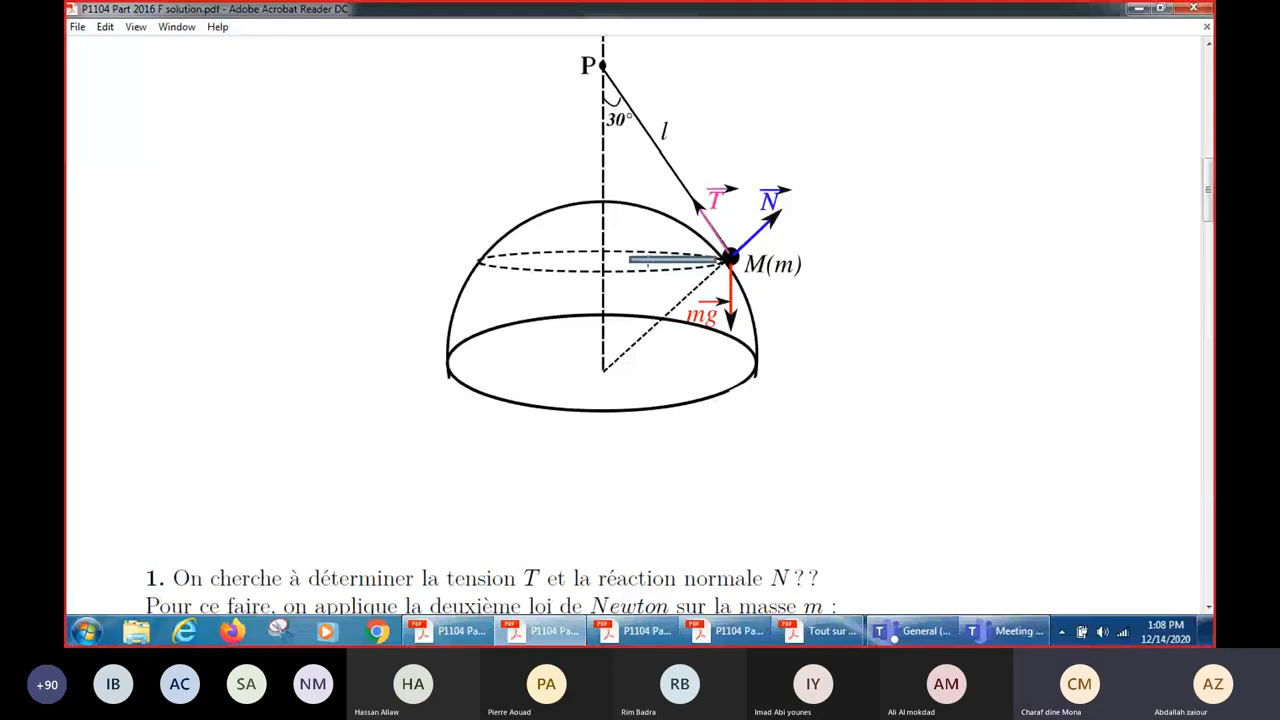 P1104 Part 2016 F solution.pdf - Adobe Acrobat Reader DC
File Edit View Window Help
P
30°
l
T
N
M(m)
mg
1. On cherche à déterminer la tension T et la réaction normale N ? ?
Pour ce faire, on applique la deuxième loi de Newton sur la masse m :
P1104 Pa...
P1104 Pa...
P1104 Pa...
P1104 Pa...
Tout sur ...
General (...
Meeting ...
1:08 PM
12/14/2020
+90
IB
AC
SA
NM
HA
PA
RB
IY
AM
CM
AZ
Hassan Allaw
Pierre Aouad
Rim Badra
Imad Abi younes
Ali Al mokdad
Charaf dine Mona
Abdallah zaiour